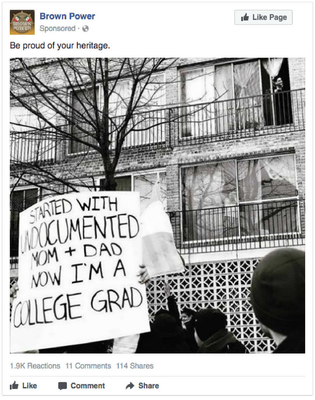 Brown Power
Sponsored ·
Like Page
Be proud of your heritage.
STARTED WITH
UNDOCUMENTED
MOM + DAD
NOW I'M A
COLLEGE GRAD
1.9K Reactions 11 Comments 114 Shares
Like Comment Share